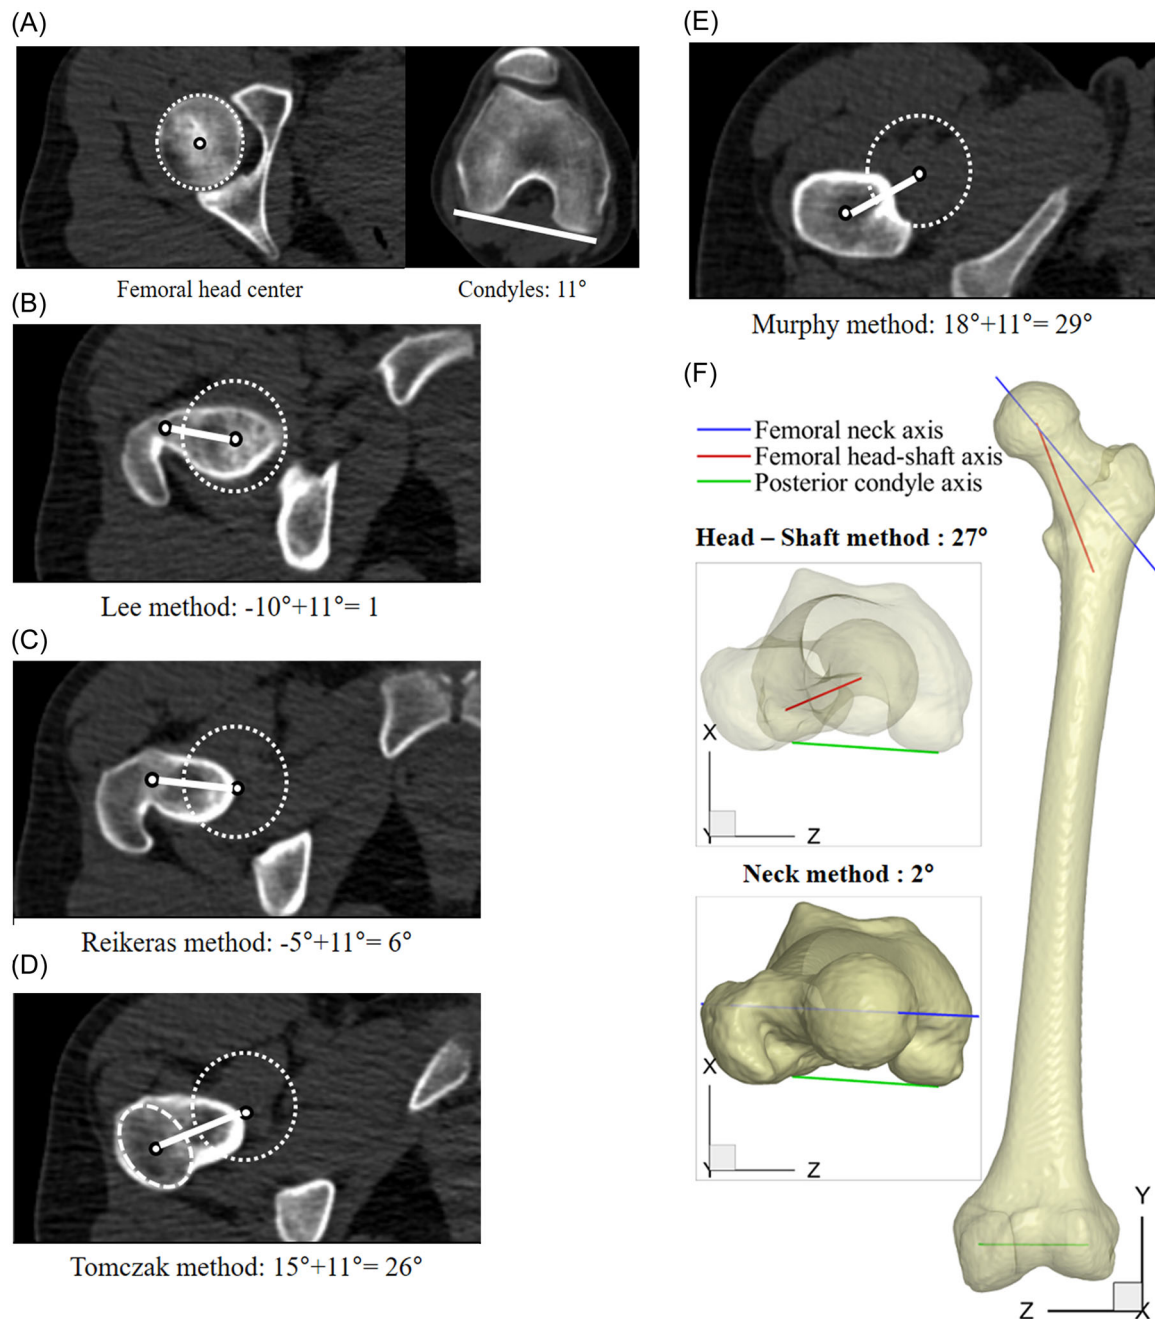 (A)
Femoral head center
Condyles: 11°
(B)
Lee method: -10°+11°= 1
(C)
Reikeras method: -5°+11°= 6°
(D)
Tomczak method: 15°+11°= 26°
(E)
Murphy method: 18°+11°= 29°
(F)
Femoral neck axis
Femoral head-shaft axis
Posterior condyle axis
Head – Shaft method : 27°
X
Y
Z
Neck method : 2°
X
Y
Z
Y
Z
X